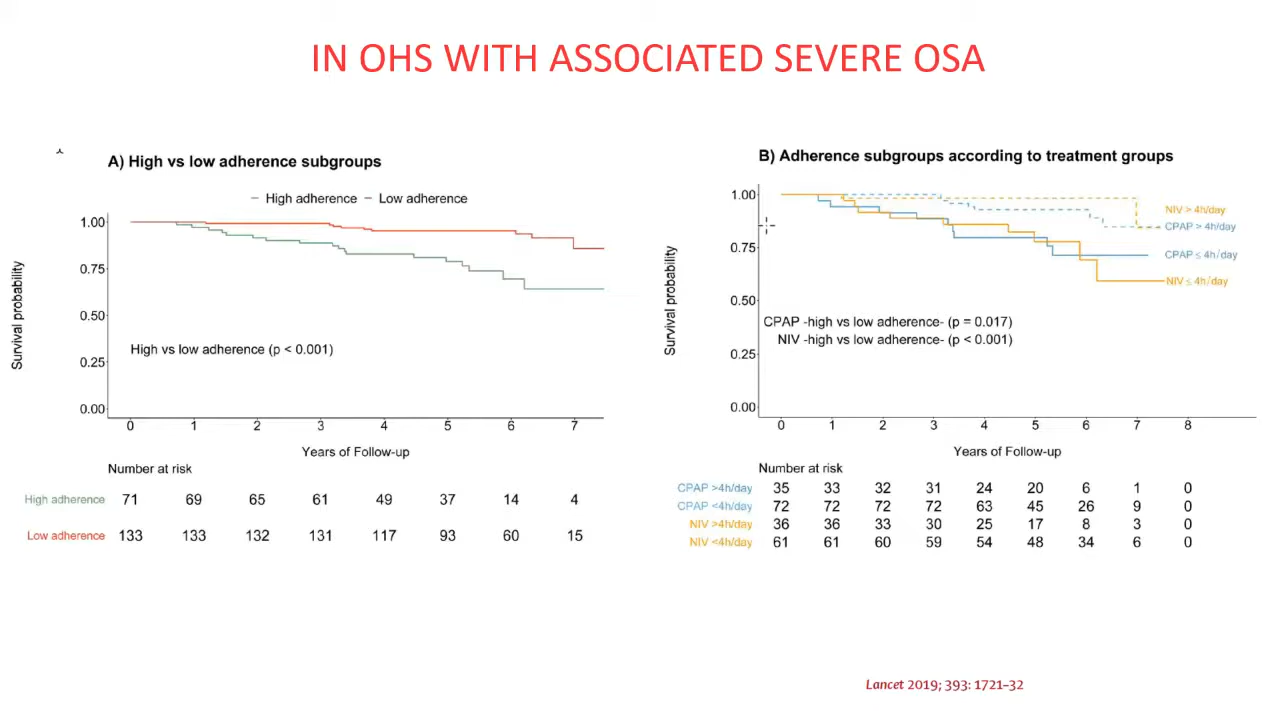 IN OHS WITH ASSOCIATED SEVERE OSA
A) High vs low adherence subgroups
High adherence Low adherence
1.00
0.75
0.50
0.25
0.00
Survival probability
High vs low adherence (p < 0.001)
0 1 2 3 4 5 6 7
Years of Follow-up
Number at risk
High adherence 71 69 65 61 49 37 14 4
Low adherence 133 133 132 131 117 93 60 15
B) Adherence subgroups according to treatment groups
1.00
0.75
0.50
0.25
0.00
Survival probability
NIV > 4h/day
CPAP > 4h/day
CPAP ≤ 4h/day
NIV ≤ 4h/day
CPAP -high vs low adherence- (p = 0.017)
NIV -high vs low adherence- (p < 0.001)
0 1 2 3 4 5 6 7 8
Years of Follow-up
Number at risk
CPAP >4h/day 35 33 32 31 24 20 6 1 0
CPAP <4h/day 72 72 72 72 63 45 26 9 0
NIV >4h/day 36 36 33 30 25 17 8 3 0
NIV <4h/day 61 61 60 59 54 48 34 6 0
Lancet 2019; 393: 1721–32